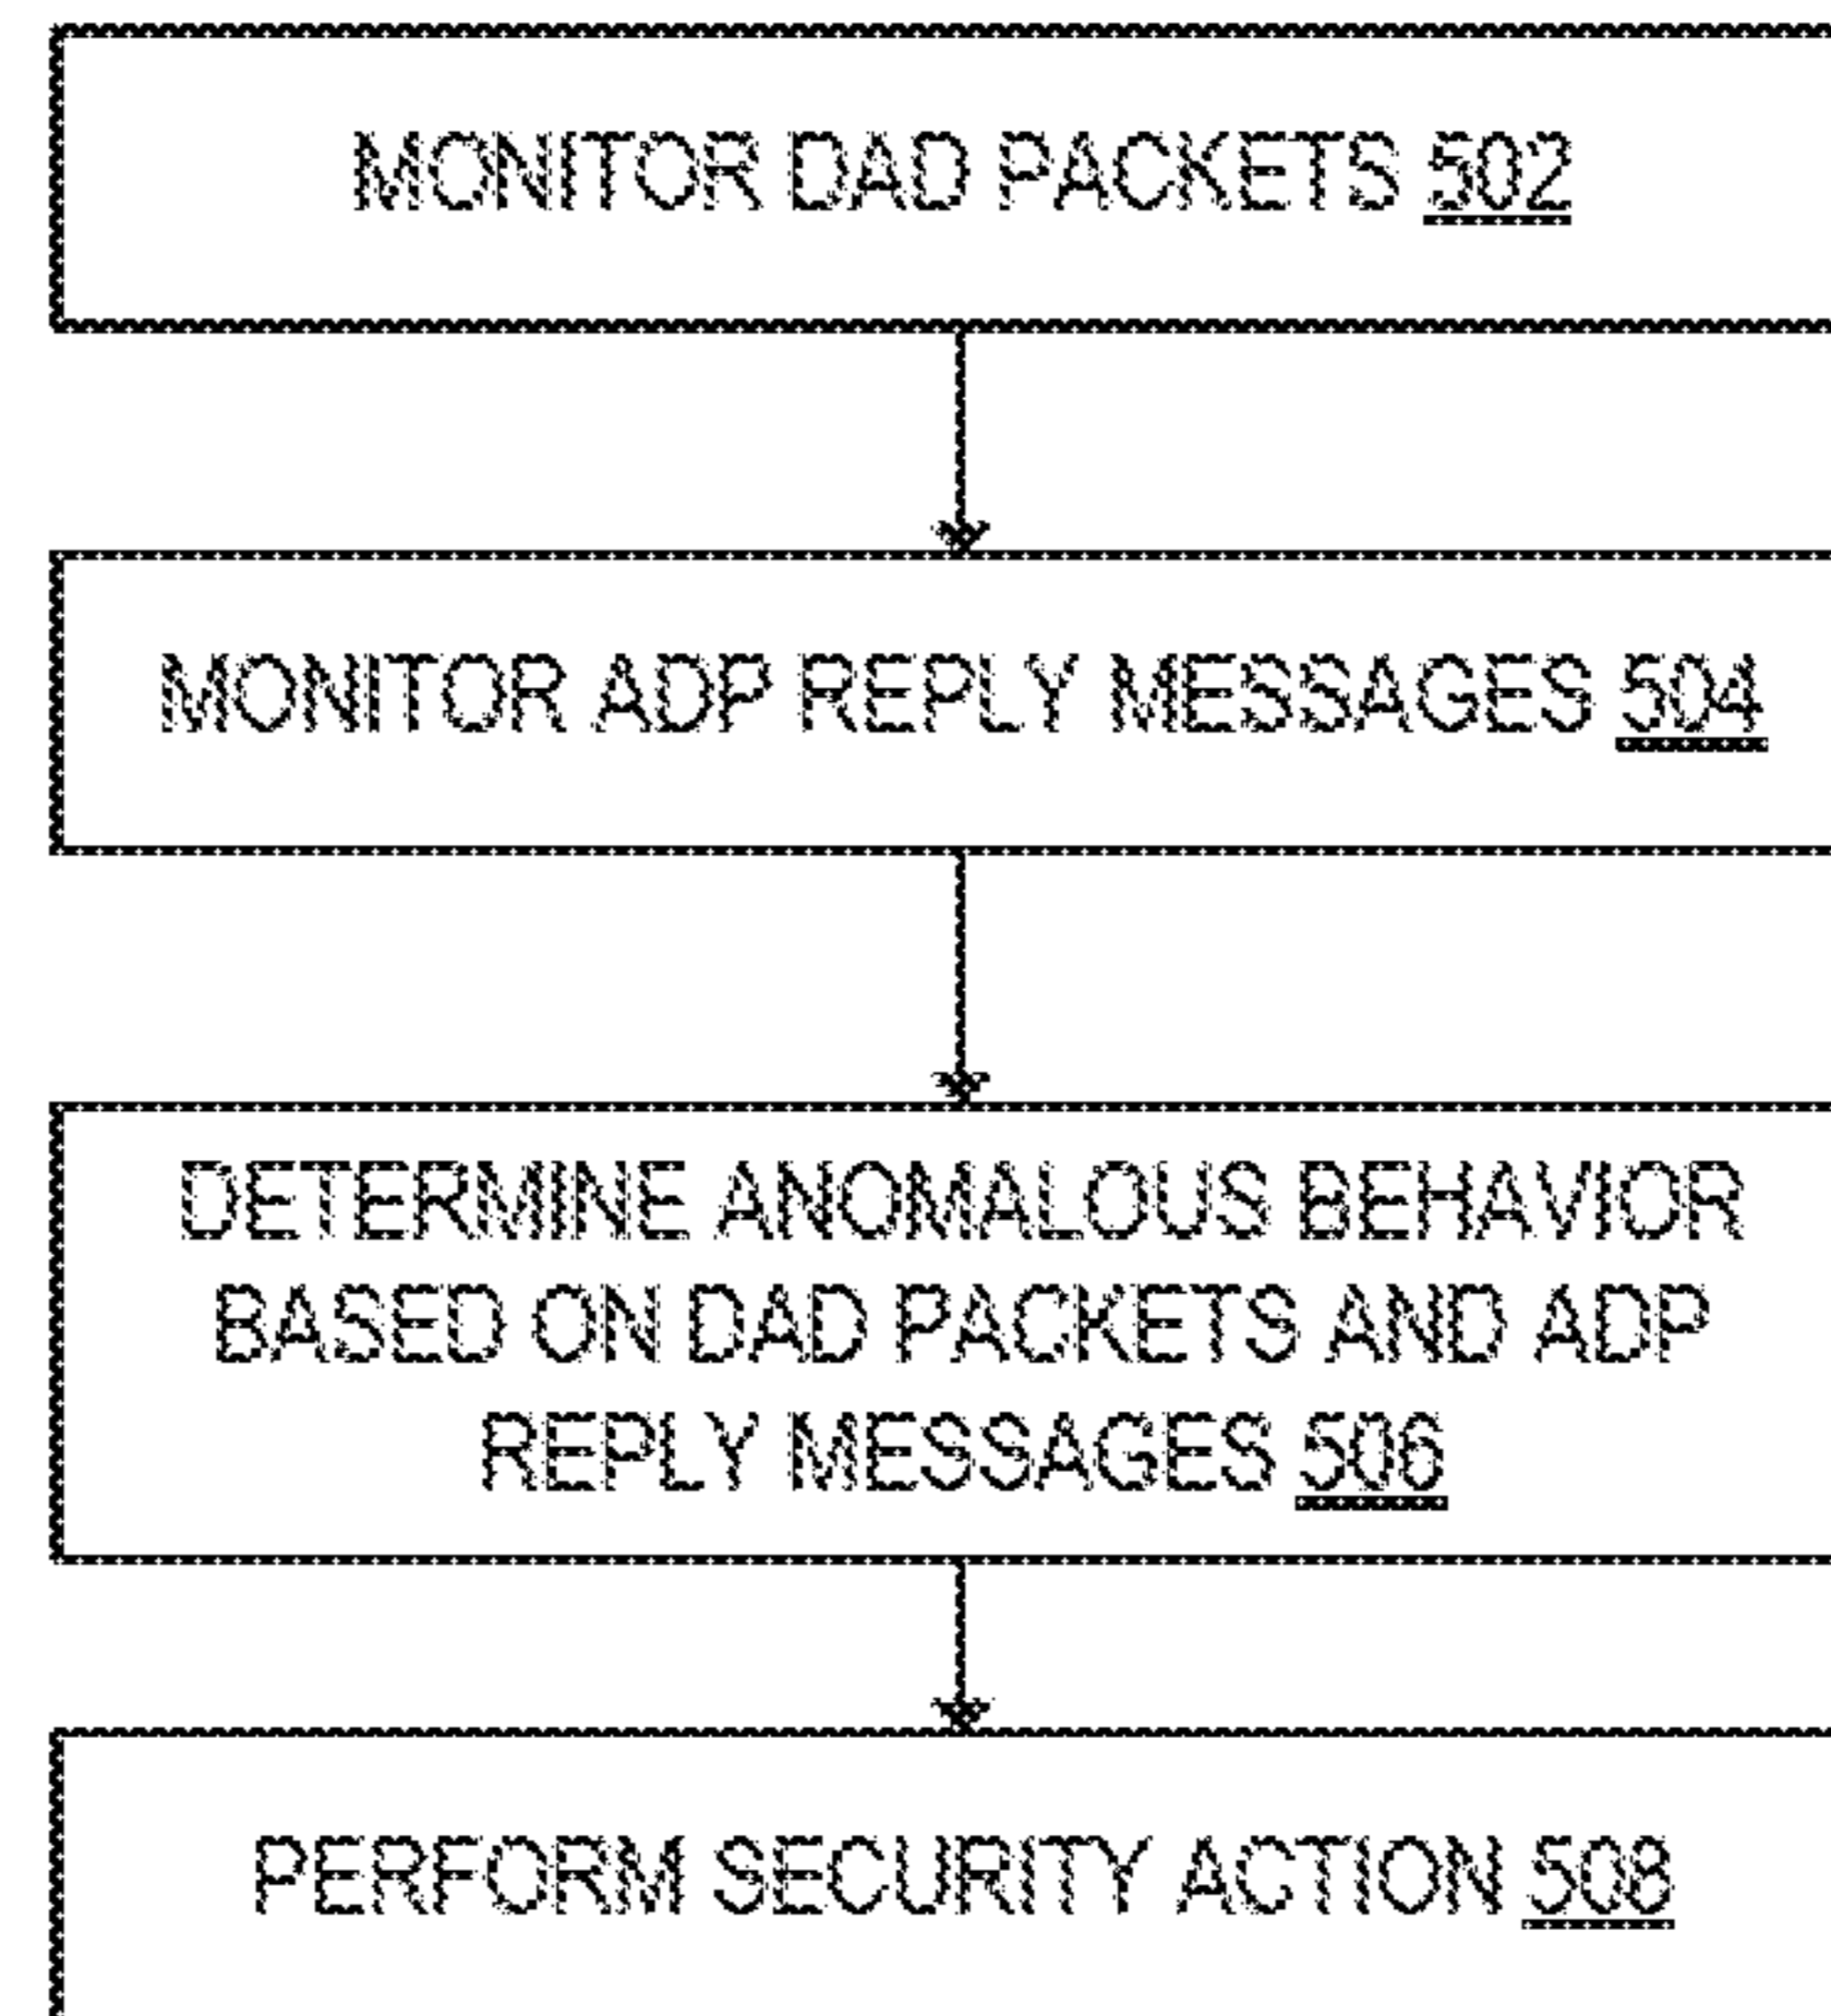 MONITOR DAD PACKETS 502
MONITOR ADP REPLY MESSAGES 504
DETERMINE ANOMALOUS BEHAVIOR
BASED ON DAD PACKETS AND ADP
REPLY MESSAGES 506
PERFORM SECURITY ACTION 508